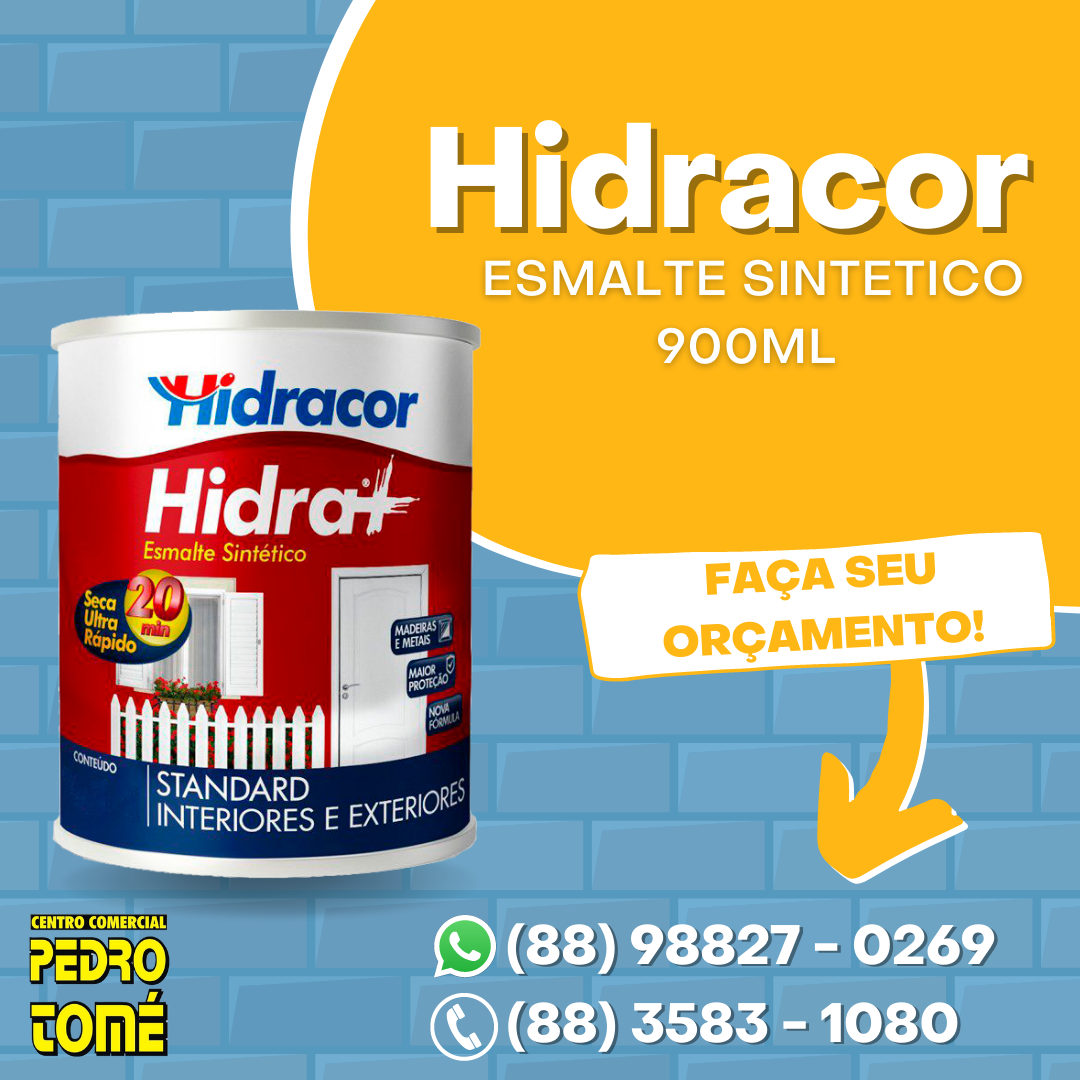 Hidracor
ESMALTE SINTETICO
900ML
Hidracor
Hidra+®
Esmalte Sintético
Seca
Ultra
Rápido
20
min
MADEIRAS
E METAIS
MAIOR
PROTEÇÃO
NOVA
FÓRMULA
CONTEÚDO
STANDARD
INTERIORES E EXTERIORES
FAÇA SEU
ORÇAMENTO!
CENTRO COMERCIAL
PEDRO
TOMÉ
(88) 98827 - 0269
(88) 3583 - 1080